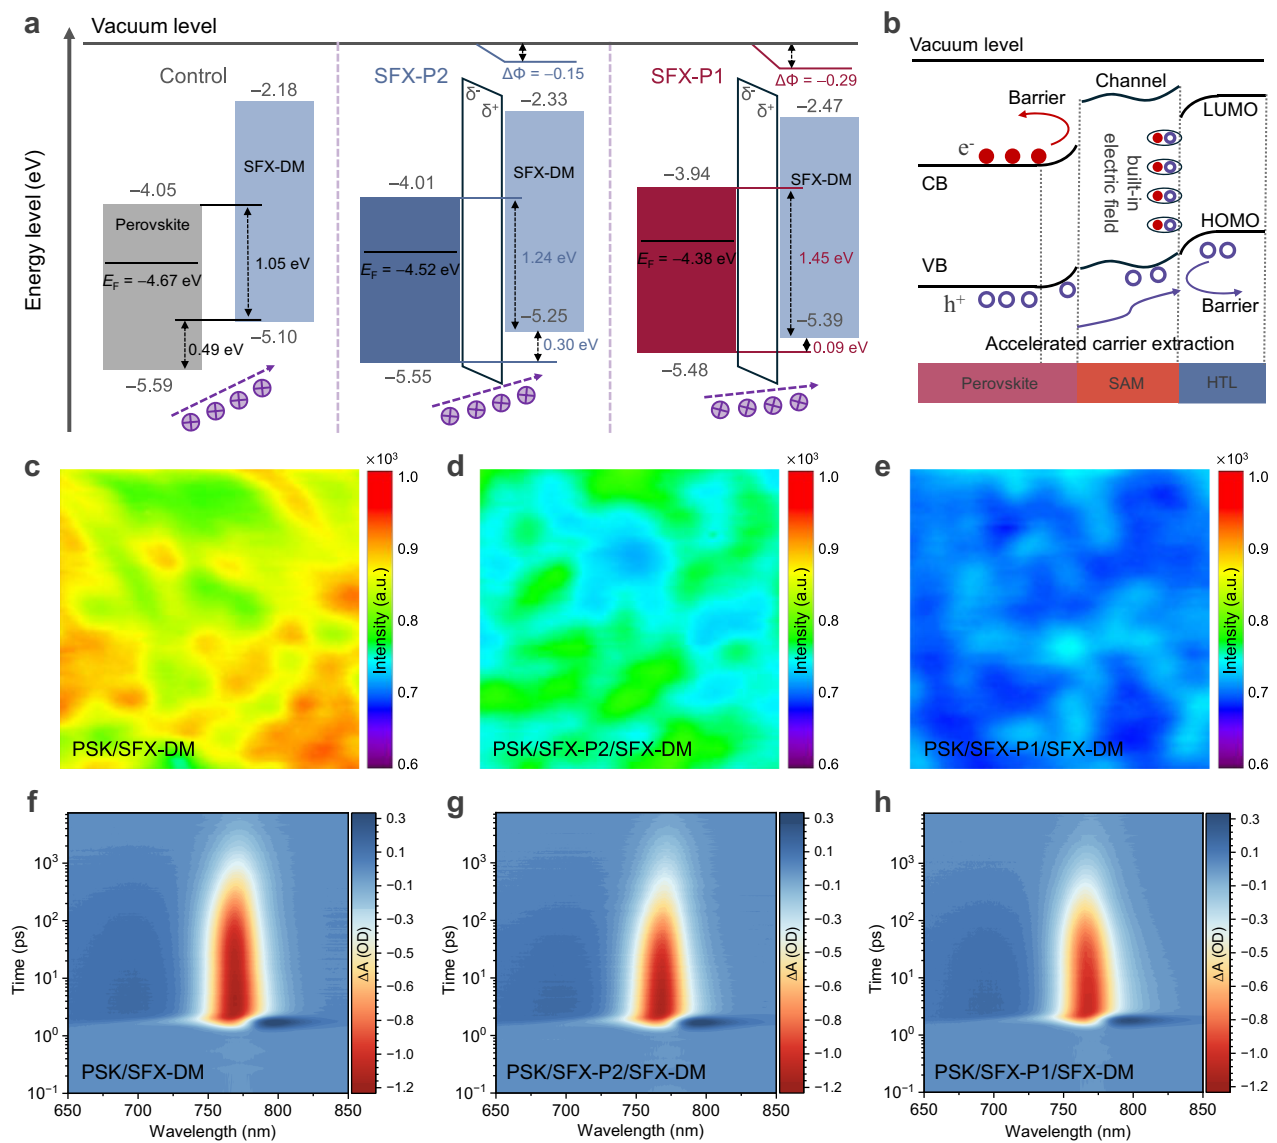 a
Vacuum level
Energy level (eV)
Control
−2.18
SFX-DM
−4.05
Perovskite
EF = −4.67 eV
1.05 eV
−5.10
0.49 eV
−5.59
SFX-P2
ΔΦ = −0.15
δ-
δ+
−2.33
SFX-DM
−4.01
EF = −4.52 eV
1.24 eV
−5.25
0.30 eV
−5.55
SFX-P1
ΔΦ = −0.29
δ-
δ+
−2.47
SFX-DM
−3.94
EF = −4.38 eV
1.45 eV
−5.39
0.09 eV
−5.48
b
Vacuum level
Channel
Barrier
LUMO
e-
CB
built-in
electric field
HOMO
VB
h+
Barrier
Accelerated carrier extraction
Perovskite
SAM
HTL
c
×10³
1.0
0.9
0.8
0.7
0.6
Intensity (a.u.)
PSK/SFX-DM
d
×10³
1.0
0.9
0.8
0.7
0.6
Intensity (a.u.)
PSK/SFX-P2/SFX-DM
e
×10³
1.0
0.9
0.8
0.7
0.6
Intensity (a.u.)
PSK/SFX-P1/SFX-DM
f
Time (ps)
10³
10²
10¹
10⁰
10⁻¹
PSK/SFX-DM
650
700
750
800
850
Wavelength (nm)
0.3
0.1
−0.1
−0.3
−0.5
−0.8
−1.0
−1.2
ΔA (OD)
g
Time (ps)
10³
10²
10¹
10⁰
10⁻¹
PSK/SFX-P2/SFX-DM
650
700
750
800
850
Wavelength (nm)
0.3
0.1
−0.1
−0.3
−0.5
−0.8
−1.0
−1.2
ΔA (OD)
h
Time (ps)
10³
10²
10¹
10⁰
10⁻¹
PSK/SFX-P1/SFX-DM
650
700
750
800
850
Wavelength (nm)
0.3
0.1
−0.1
−0.3
−0.5
−0.8
−1.0
−1.2
ΔA (OD)